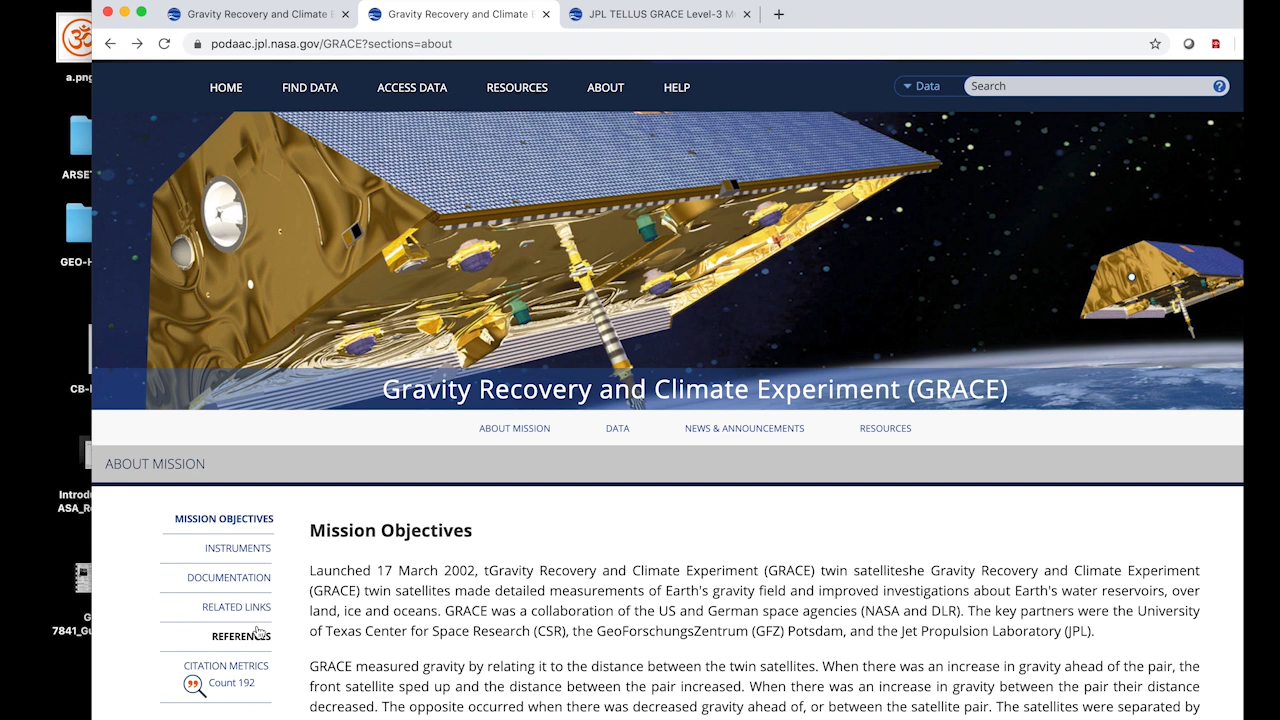 Gravity Recovery and Climate E
Gravity Recovery and Climate E
JPL TELLUS GRACE Level-3 M
podaac.jpl.nasa.gov/GRACE?sections=about
HOME FIND DATA ACCESS DATA RESOURCES ABOUT HELP
Data Search ?
a.png
ARSE
GEO-H
CB-
Introdu
ASA_R
G
7841_Gu
Gravity Recovery and Climate Experiment (GRACE)
ABOUT MISSION DATA NEWS & ANNOUNCEMENTS RESOURCES
ABOUT MISSION
MISSION OBJECTIVES
INSTRUMENTS
DOCUMENTATION
RELATED LINKS
REFERENCES
CITATION METRICS
Count 192
Mission Objectives
Launched 17 March 2002, tGravity Recovery and Climate Experiment (GRACE) twin satelliteshe Gravity Recovery and Climate Experiment
(GRACE) twin satellites made detailed measurements of Earth's gravity field and improved investigations about Earth's water reservoirs, over
land, ice and oceans. GRACE was a collaboration of the US and German space agencies (NASA and DLR). The key partners were the University
of Texas Center for Space Research (CSR), the GeoForschungsZentrum (GFZ) Potsdam, and the Jet Propulsion Laboratory (JPL).
GRACE measured gravity by relating it to the distance between the twin satellites. When there was an increase in gravity ahead of the pair, the
front satellite sped up and the distance between the pair increased. When there was an increase in gravity between the pair their distance
decreased. The opposite occurred when there was decreased gravity ahead of, or between the satellite pair. The satellites were separated by